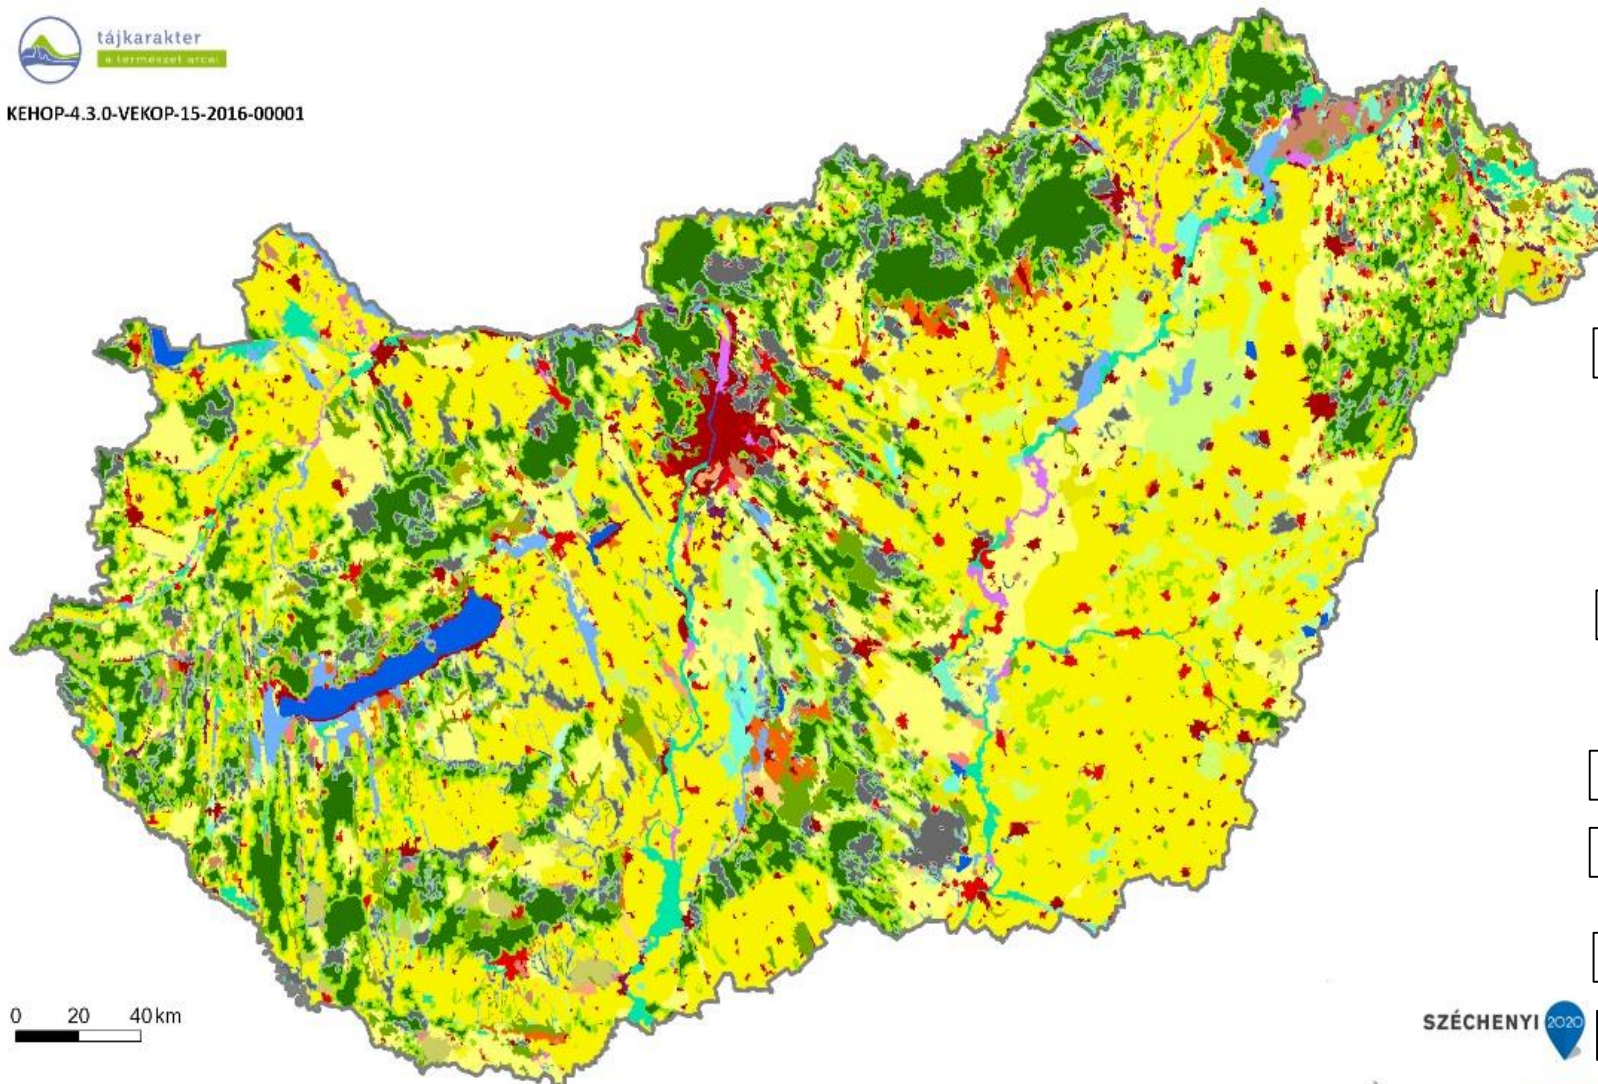 tájkarakter
a természet arcai
KEHOP-4.3.0-VEKOP-15-2016-00001
0 20 40 km
SZÉCHENYI 2020